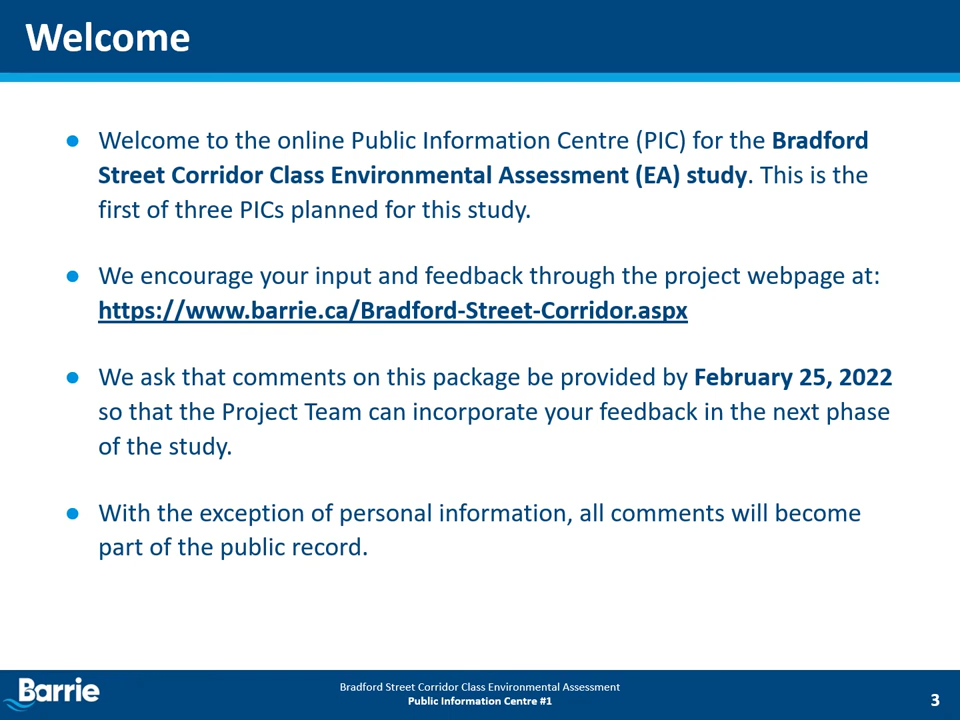 Welcome
● Welcome to the online Public Information Centre (PIC) for the Bradford
Street Corridor Class Environmental Assessment (EA) study. This is the
first of three PICs planned for this study.
● We encourage your input and feedback through the project webpage at:
https://www.barrie.ca/Bradford-Street-Corridor.aspx
● We ask that comments on this package be provided by February 25, 2022
so that the Project Team can incorporate your feedback in the next phase
of the study.
● With the exception of personal information, all comments will become
part of the public record.
Barrie
Bradford Street Corridor Class Environmental Assessment
Public Information Centre #1
3